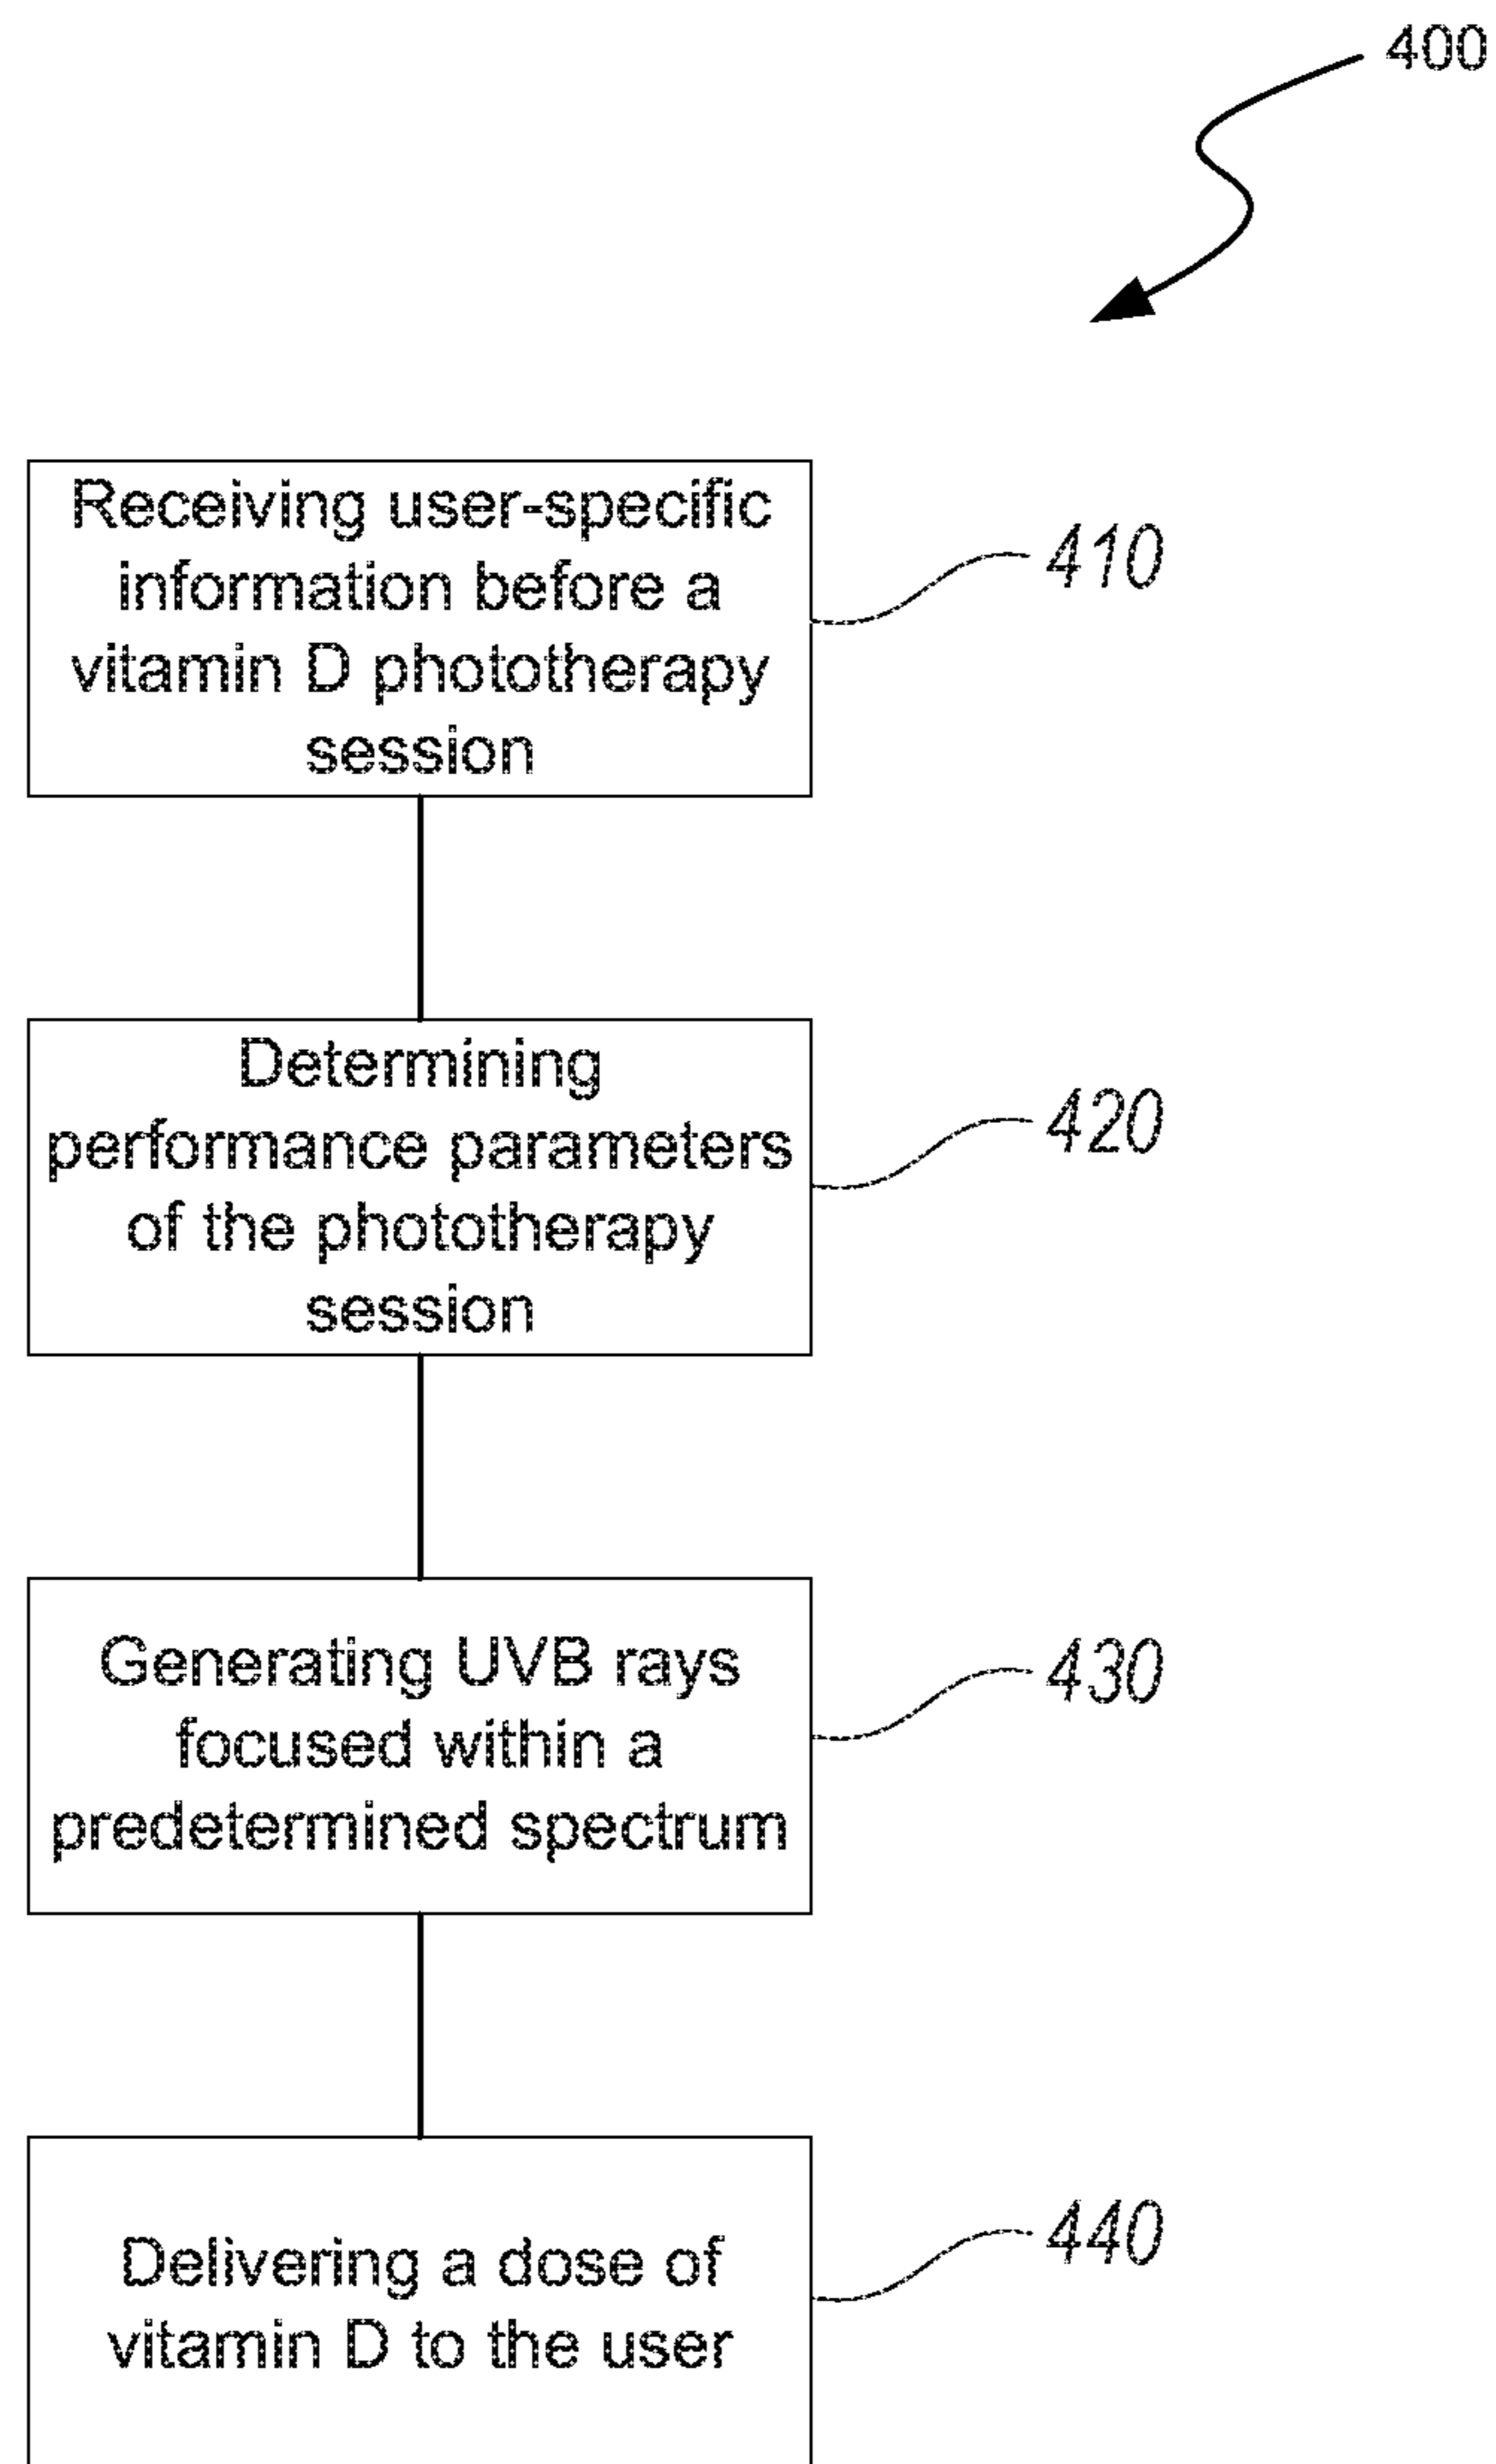 400
Receiving user-specific
information before a
vitamin D phototherapy
session
410
Determining
performance parameters
of the phototherapy
session
420
Generating UVB rays
focused within a
predetermined spectrum
430
Delivering a dose of
vitamin D to the user
440